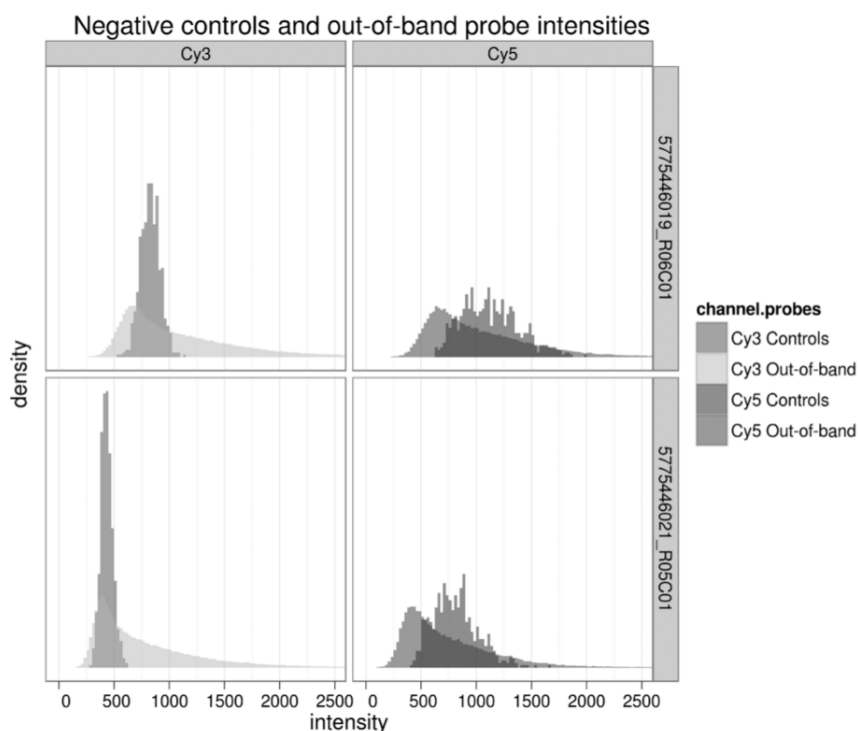 Negative controls and out-of-band probe intensities
Cy3
Cy5
density
5775446019_R06C01
5775446021_R05C01
0 500 1000 1500 2000 2500
0 500 1000 1500 2000 2500
intensity
channel.probes
Cy3 Controls
Cy3 Out-of-band
Cy5 Controls
Cy5 Out-of-band